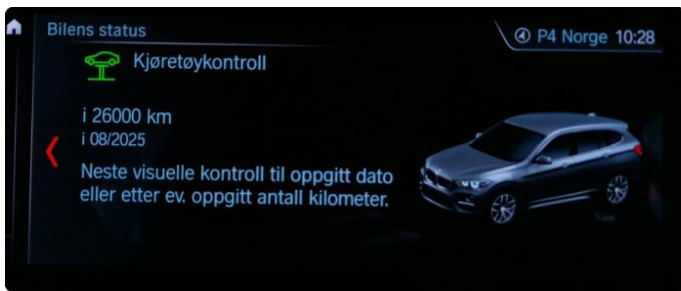 Bilens status
P4 Norge 10:28
Kjøretøykontroll
i 26000 km
i 08/2025
Neste visuelle kontroll til oppgitt dato
eller etter ev. oppgitt antall kilometer.